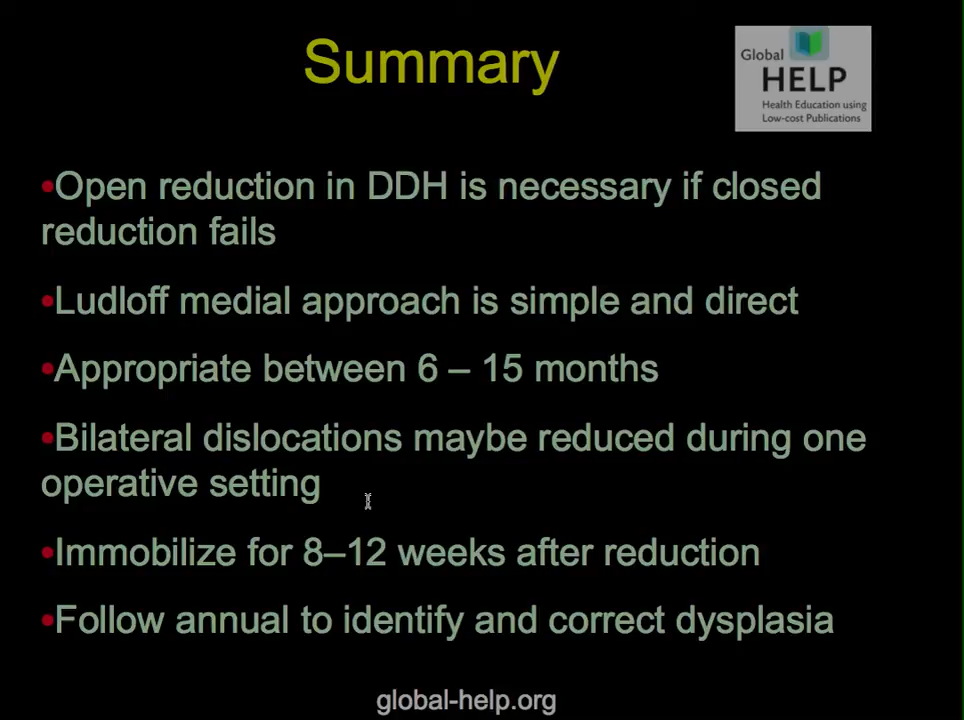 Summary
Global
HELP
Health Education using
Low-cost Publications
•Open reduction in DDH is necessary if closed
reduction fails
•Ludloff medial approach is simple and direct
•Appropriate between 6 – 15 months
•Bilateral dislocations maybe reduced during one
operative setting
•Immobilize for 8–12 weeks after reduction
•Follow annual to identify and correct dysplasia
global-help.org